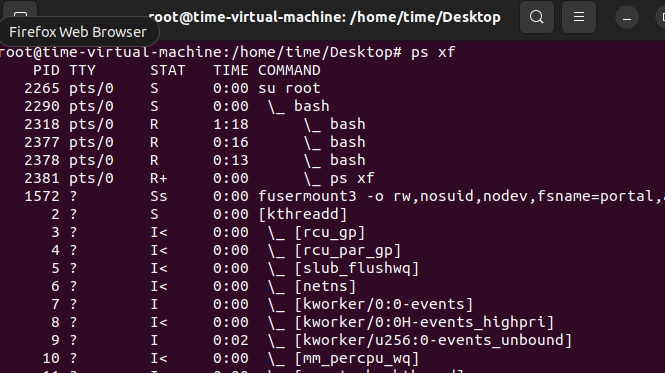 root@time-virtual-machine: /home/time/Desktop
Firefox Web Browser
root@time-virtual-machine:/home/time/Desktop# ps xf
    PID TTY      STAT   TIME COMMAND
   2265 pts/0    S      0:00 su root
   2290 pts/0    S      0:00  \_ bash
   2318 pts/0    R      1:18      \_ bash
   2377 pts/0    R      0:16      \_ bash
   2378 pts/0    R      0:13      \_ bash
   2381 pts/0    R+     0:00      \_ ps xf
   1572 ?        Ss     0:00 fusermount3 -o rw,nosuid,nodev,fsname=portal,
      2 ?        S      0:00 [kthreadd]
      3 ?        I<     0:00  \_ [rcu_gp]
      4 ?        I<     0:00  \_ [rcu_par_gp]
      5 ?        I<     0:00  \_ [slub_flushwq]
      6 ?        I<     0:00  \_ [netns]
      7 ?        I      0:00  \_ [kworker/0:0-events]
      8 ?        I<     0:00  \_ [kworker/0:0H-events_highpri]
      9 ?        I      0:02  \_ [kworker/u256:0-events_unbound]
     10 ?        I<     0:00  \_ [mm_percpu_wq]